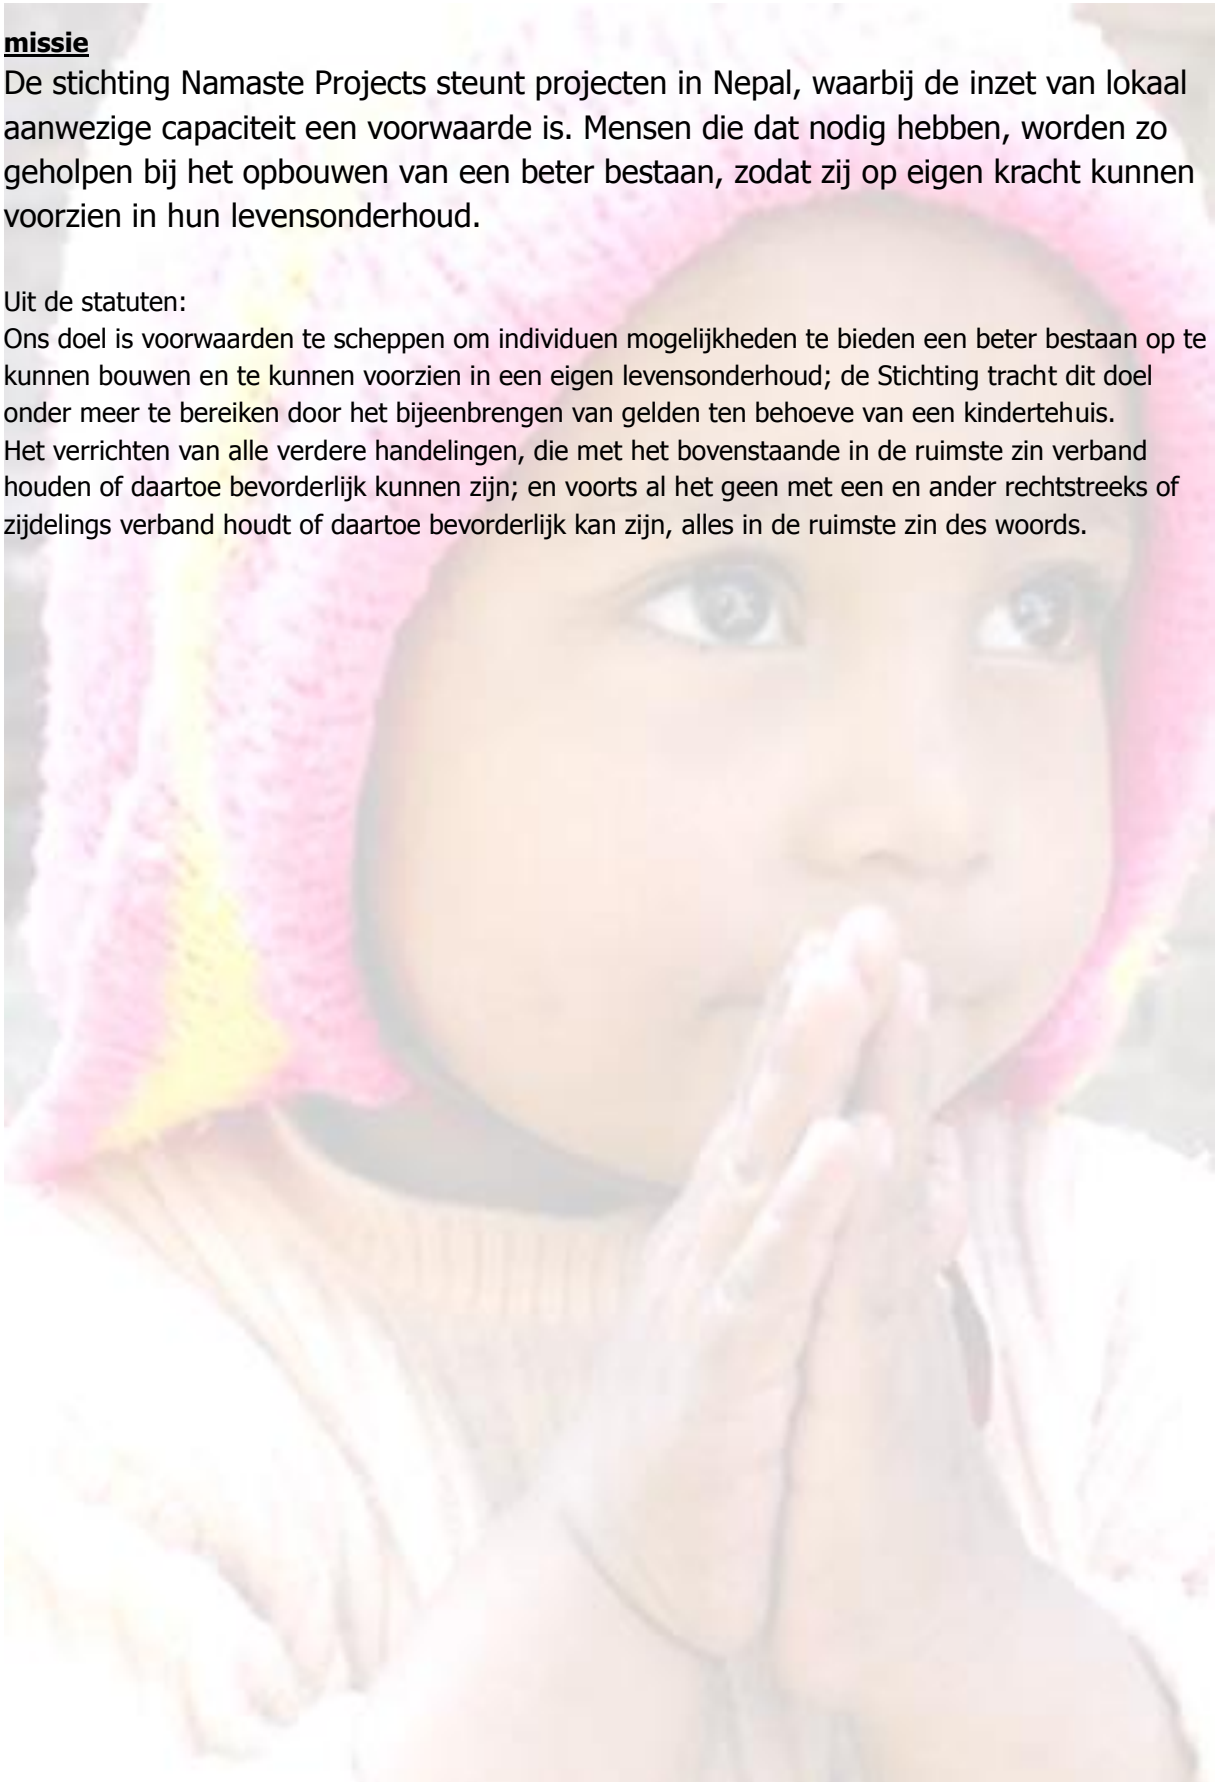 missie
De stichting Namaste Projects steunt projecten in Nepal, waarbij de inzet van lokaal
aanwezige capaciteit een voorwaarde is. Mensen die dat nodig hebben, worden zo
geholpen bij het opbouwen van een beter bestaan, zodat zij op eigen kracht kunnen
voorzien in hun levensonderhoud.
Uit de statuten:
Ons doel is voorwaarden te scheppen om individuen mogelijkheden te bieden een beter bestaan op te
kunnen bouwen en te kunnen voorzien in een eigen levensonderhoud; de Stichting tracht dit doel
onder meer te bereiken door het bijeenbrengen van gelden ten behoeve van een kindertehuis.
Het verrichten van alle verdere handelingen, die met het bovenstaande in de ruimste zin verband
houden of daartoe bevorderlijk kunnen zijn; en voorts al het geen met een en ander rechtstreeks of
zijdelings verband houdt of daartoe bevorderlijk kan zijn, alles in de ruimste zin des woords.